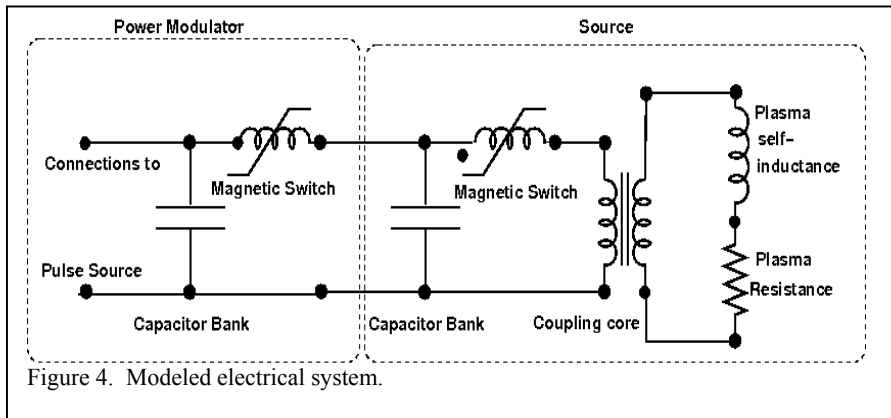 Power Modulator
Source
Connections to
Magnetic Switch
Magnetic Switch
Plasma
self-
inductance
Pulse Source
Capacitor Bank
Capacitor Bank
Coupling core
Plasma
Resistance
Figure 4. Modeled electrical system.